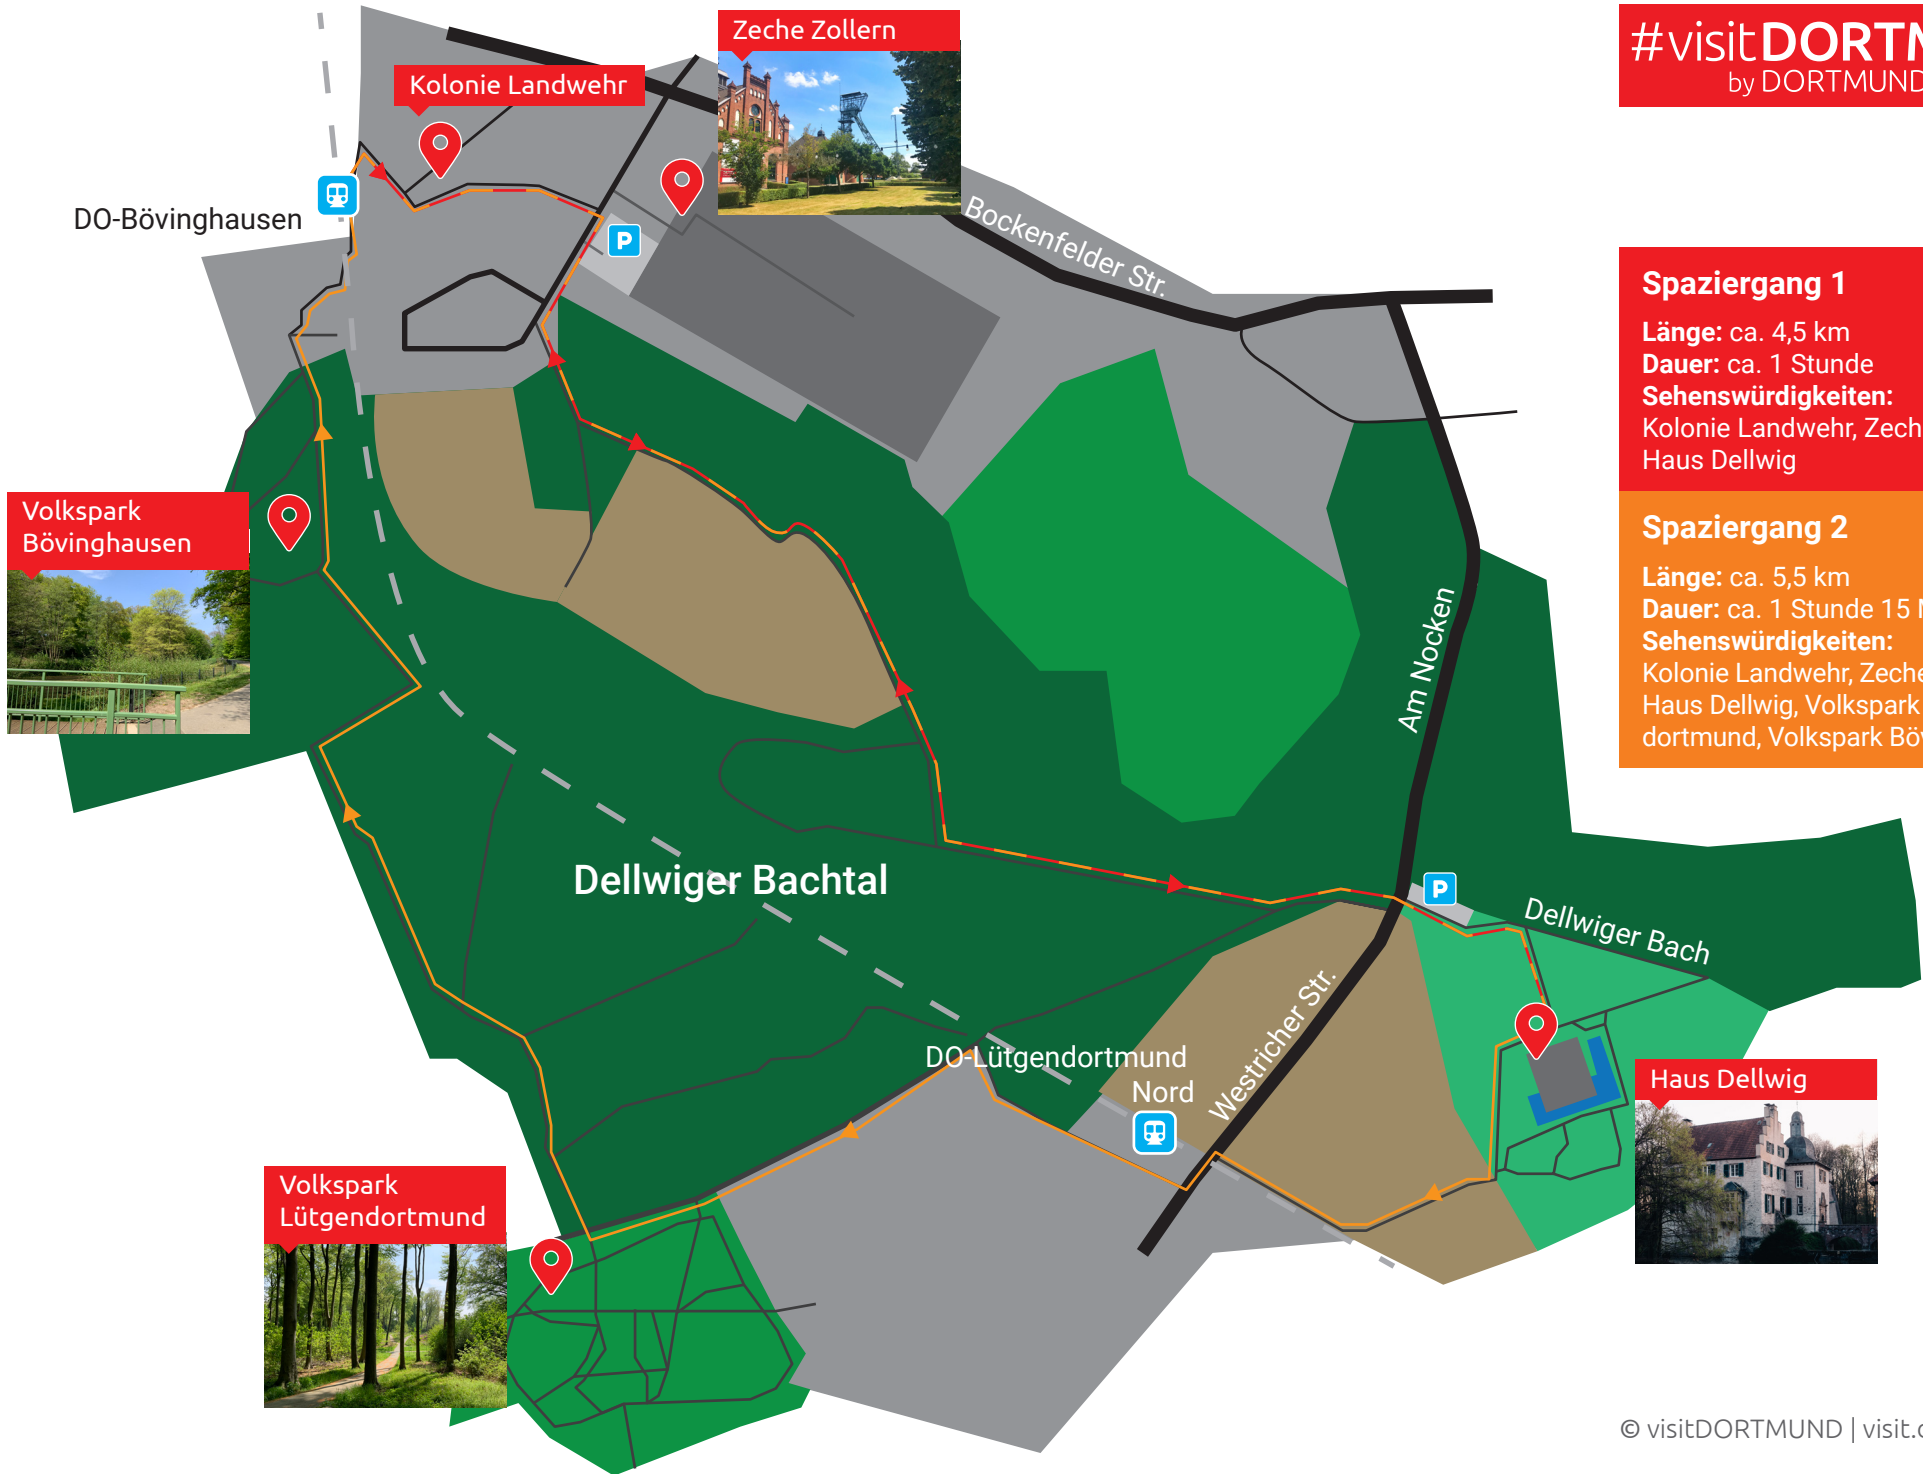 Zeche Zollern
#visitDORTM
by DORTMUND
Kolonie Landwehr
DO-Bövinghausen
P
Bockenfelder Str.
Spaziergang 1
Länge: ca. 4,5 km
Dauer: ca. 1 Stunde
Sehenswürdigkeiten:
Kolonie Landwehr, Zech
Haus Dellwig
Volkspark
Bövinghausen
Spaziergang 2
Länge: ca. 5,5 km
Dauer: ca. 1 Stunde 15 M
Sehenswürdigkeiten:
Kolonie Landwehr, Zeche
Haus Dellwig, Volkspark
dortmund, Volkspark Böv
Am Nocken
Dellwiger Bachtal
P
Dellwiger Bach
DO-Lütgendortmund
Nord
Westricher Str.
Haus Dellwig
Volkspark
Lütgendortmund
© visitDORTMUND | visit.d